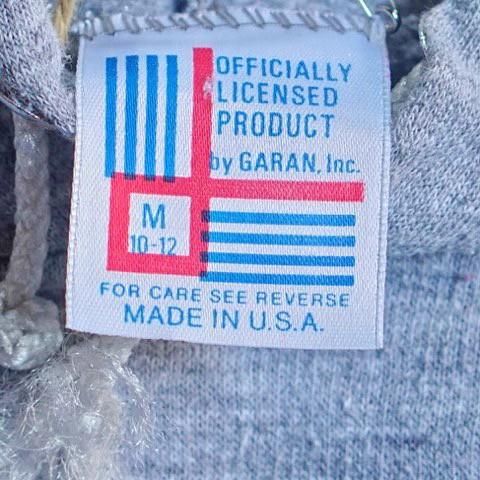 OFFICIALLY
LICENSED
PRODUCT
by GARAN, Inc.
M
10-12
FOR CARE SEE REVERSE
MADE IN U.S.A.